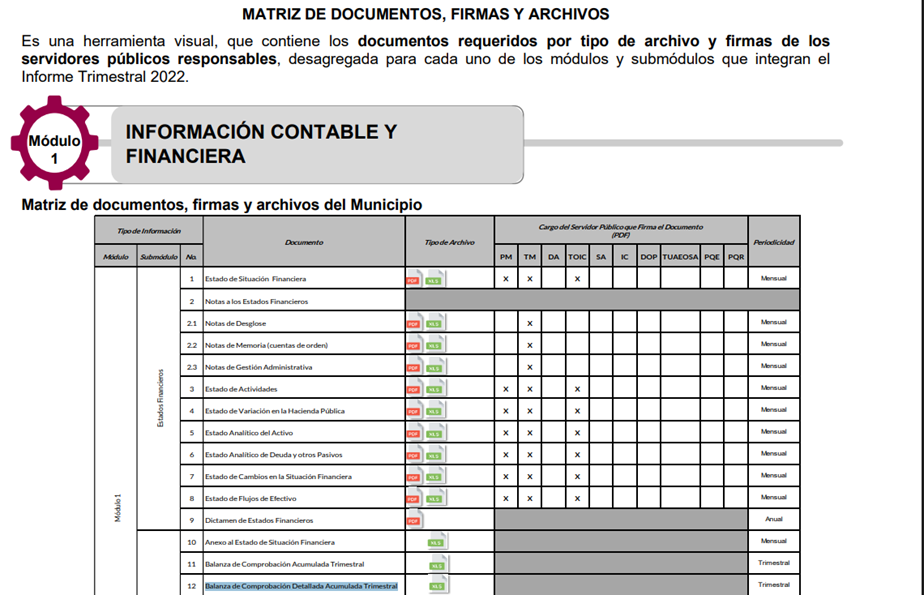 MATRIZ DE DOCUMENTOS, FIRMAS Y ARCHIVOS
Es una herramienta visual, que contiene los documentos requeridos por tipo de archivo y firmas de los
servidores públicos responsables, desagregada para cada uno de los módulos y submódulos que integran el
Informe Trimestral 2022.
Módulo
1
INFORMACIÓN CONTABLE Y
FINANCIERA
Matriz de documentos, firmas y archivos del Municipio
Tipo de Información Documento Tipo de Archivo Cargo del Servidor Público que Firma el Documento
(PDF) Periodicidad
Módulo Submódulo No. PM TM DA TOIC SA IC DOP TUAEOSA PQE PQR
Módulo 1
Estados Financieros
1 Estado de Situación Financiera PDF XLS x x x Mensual
2 Notas a los Estados Financieros
2.1 Notas de Desglose PDF XLS x Mensual
2.2 Notas de Memoria (cuentas de orden) PDF XLS x Mensual
2.3 Notas de Gestión Administrativa PDF XLS x Mensual
3 Estado de Actividades PDF XLS x x x Mensual
4 Estado de Variación en la Hacienda Pública PDF XLS x x x Mensual
5 Estado Analítico del Activo PDF XLS x x x Mensual
6 Estado Analítico de Deuda y otros Pasivos PDF XLS x x x Mensual
7 Estado de Cambios en la Situación Financiera PDF XLS x x x Mensual
8 Estado de Flujos de Efectivo PDF XLS x x x Mensual
9 Dictamen de Estados Financieros PDF Anual
10 Anexo al Estado de Situación Financiera XLS Mensual
11 Balanza de Comprobación Acumulada Trimestral XLS Trimestral
12 Balanza de Comprobación Detallada Acumulada Trimestral XLS Trimestral